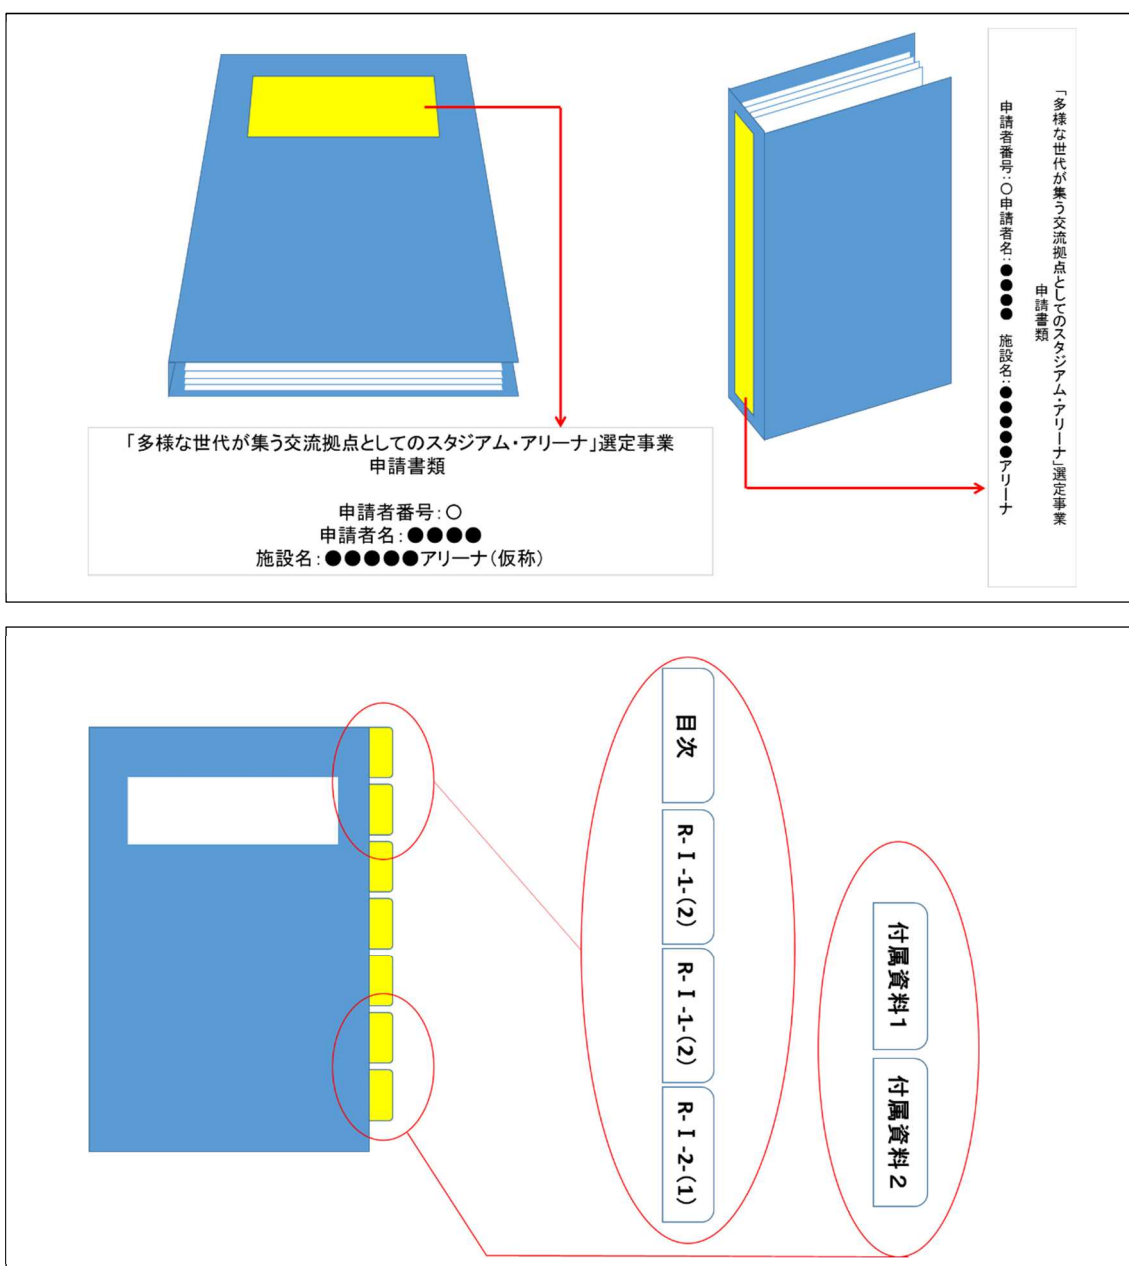 「多様な世代が集う交流拠点としてのスタジアム・アリーナ」選定事業
申請書類
申請者番号:○
申請者名:●●●●
施設名:●●●●●アリーナ(仮称)
「多様な世代が集う交流拠点としてのスタジアム・アリーナ」選定事業
申請書類
申請者番号:○申請者名:●●●● 施設名:●●●●●アリーナ
目次
R-Ⅰ-1-(2)
R-Ⅰ-1-(2)
R-Ⅰ-2-(1)
付属資料1
付属資料2